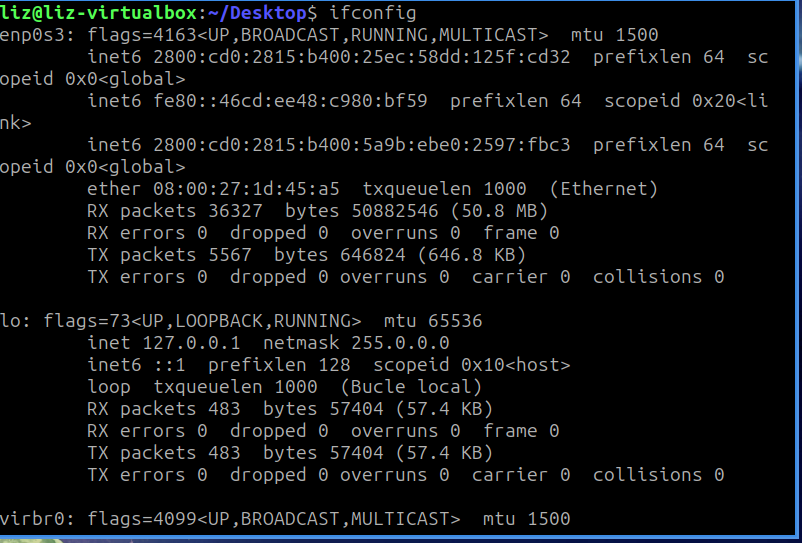 liz@liz-virtualbox:~/Desktop$ ifconfig
enp0s3: flags=4163<UP,BROADCAST,RUNNING,MULTICAST>  mtu 1500
        inet6 2800:cd0:2815:b400:25ec:58dd:125f:cd32  prefixlen 64  sc
opeid 0x0<global>
        inet6 fe80::46cd:ee48:c980:bf59  prefixlen 64  scopeid 0x20<li
nk>
        inet6 2800:cd0:2815:b400:5a9b:ebe0:2597:fbc3  prefixlen 64  sc
opeid 0x0<global>
        ether 08:00:27:1d:45:a5  txqueuelen 1000  (Ethernet)
        RX packets 36327  bytes 50882546 (50.8 MB)
        RX errors 0  dropped 0  overruns 0  frame 0
        TX packets 5567  bytes 646824 (646.8 KB)
        TX errors 0  dropped 0 overruns 0  carrier 0  collisions 0

lo: flags=73<UP,LOOPBACK,RUNNING>  mtu 65536
        inet 127.0.0.1  netmask 255.0.0.0
        inet6 ::1  prefixlen 128  scopeid 0x10<host>
        loop  txqueuelen 1000  (Bucle local)
        RX packets 483  bytes 57404 (57.4 KB)
        RX errors 0  dropped 0  overruns 0  frame 0
        TX packets 483  bytes 57404 (57.4 KB)
        TX errors 0  dropped 0 overruns 0  carrier 0  collisions 0

virbr0: flags=4099<UP,BROADCAST,MULTICAST>  mtu 1500